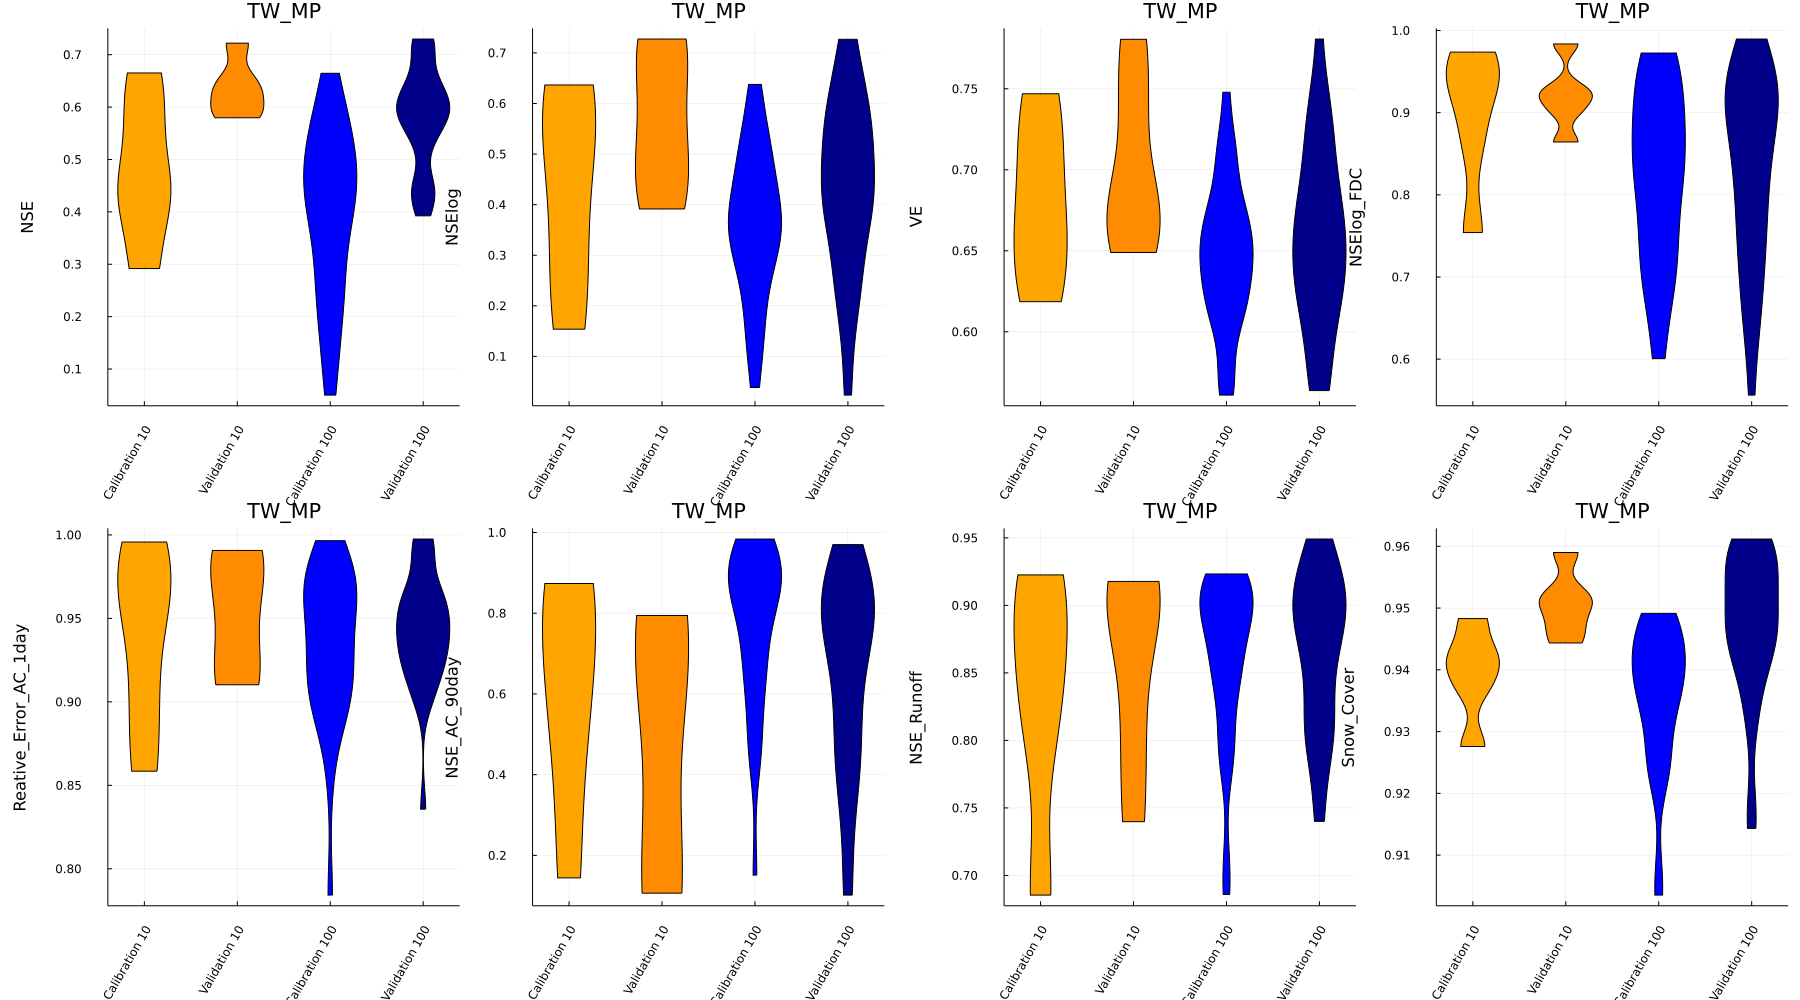 TW_MP
NSE
0.7
0.6
0.5
0.4
0.3
0.2
0.1
Calibration 10
Validation 10
Calibration 100
Validation 100
TW_MP
NSElog
0.7
0.6
0.5
0.4
0.3
0.2
0.1
Calibration 10
Validation 10
Calibration 100
Validation 100
TW_MP
VE
0.75
0.70
0.65
0.60
Calibration 10
Validation 10
Calibration 100
Validation 100
TW_MP
NSElog_FDC
1.0
0.9
0.8
0.7
0.6
Calibration 10
Validation 10
Calibration 100
Validation 100
TW_MP
Reative_Error_AC_1day
1.00
0.95
0.90
0.85
0.80
Calibration 10
Validation 10
Calibration 100
Validation 100
TW_MP
NSE_AC_90day
1.0
0.8
0.6
0.4
0.2
Calibration 10
Validation 10
Calibration 100
Validation 100
TW_MP
NSE_Runoff
0.95
0.90
0.85
0.80
0.75
0.70
Calibration 10
Validation 10
Calibration 100
Validation 100
TW_MP
Snow_Cover
0.96
0.95
0.94
0.93
0.92
0.91
Calibration 10
Validation 10
Calibration 100
Validation 100